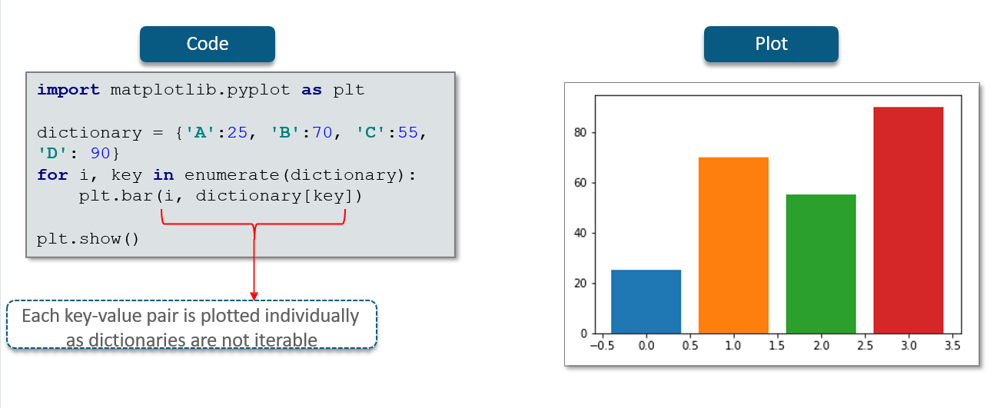 Code
Plot
import matplotlib.pyplot as plt
dictionary = {'A':25, 'B':70, 'C':55,
'D': 90}
for i, key in enumerate(dictionary):
    plt.bar(i, dictionary[key])
plt.show()
Each key-value pair is plotted individually
as dictionaries are not iterable
80
60
40
20
0
−0.5 0.0 0.5 1.0 1.5 2.0 2.5 3.0 3.5